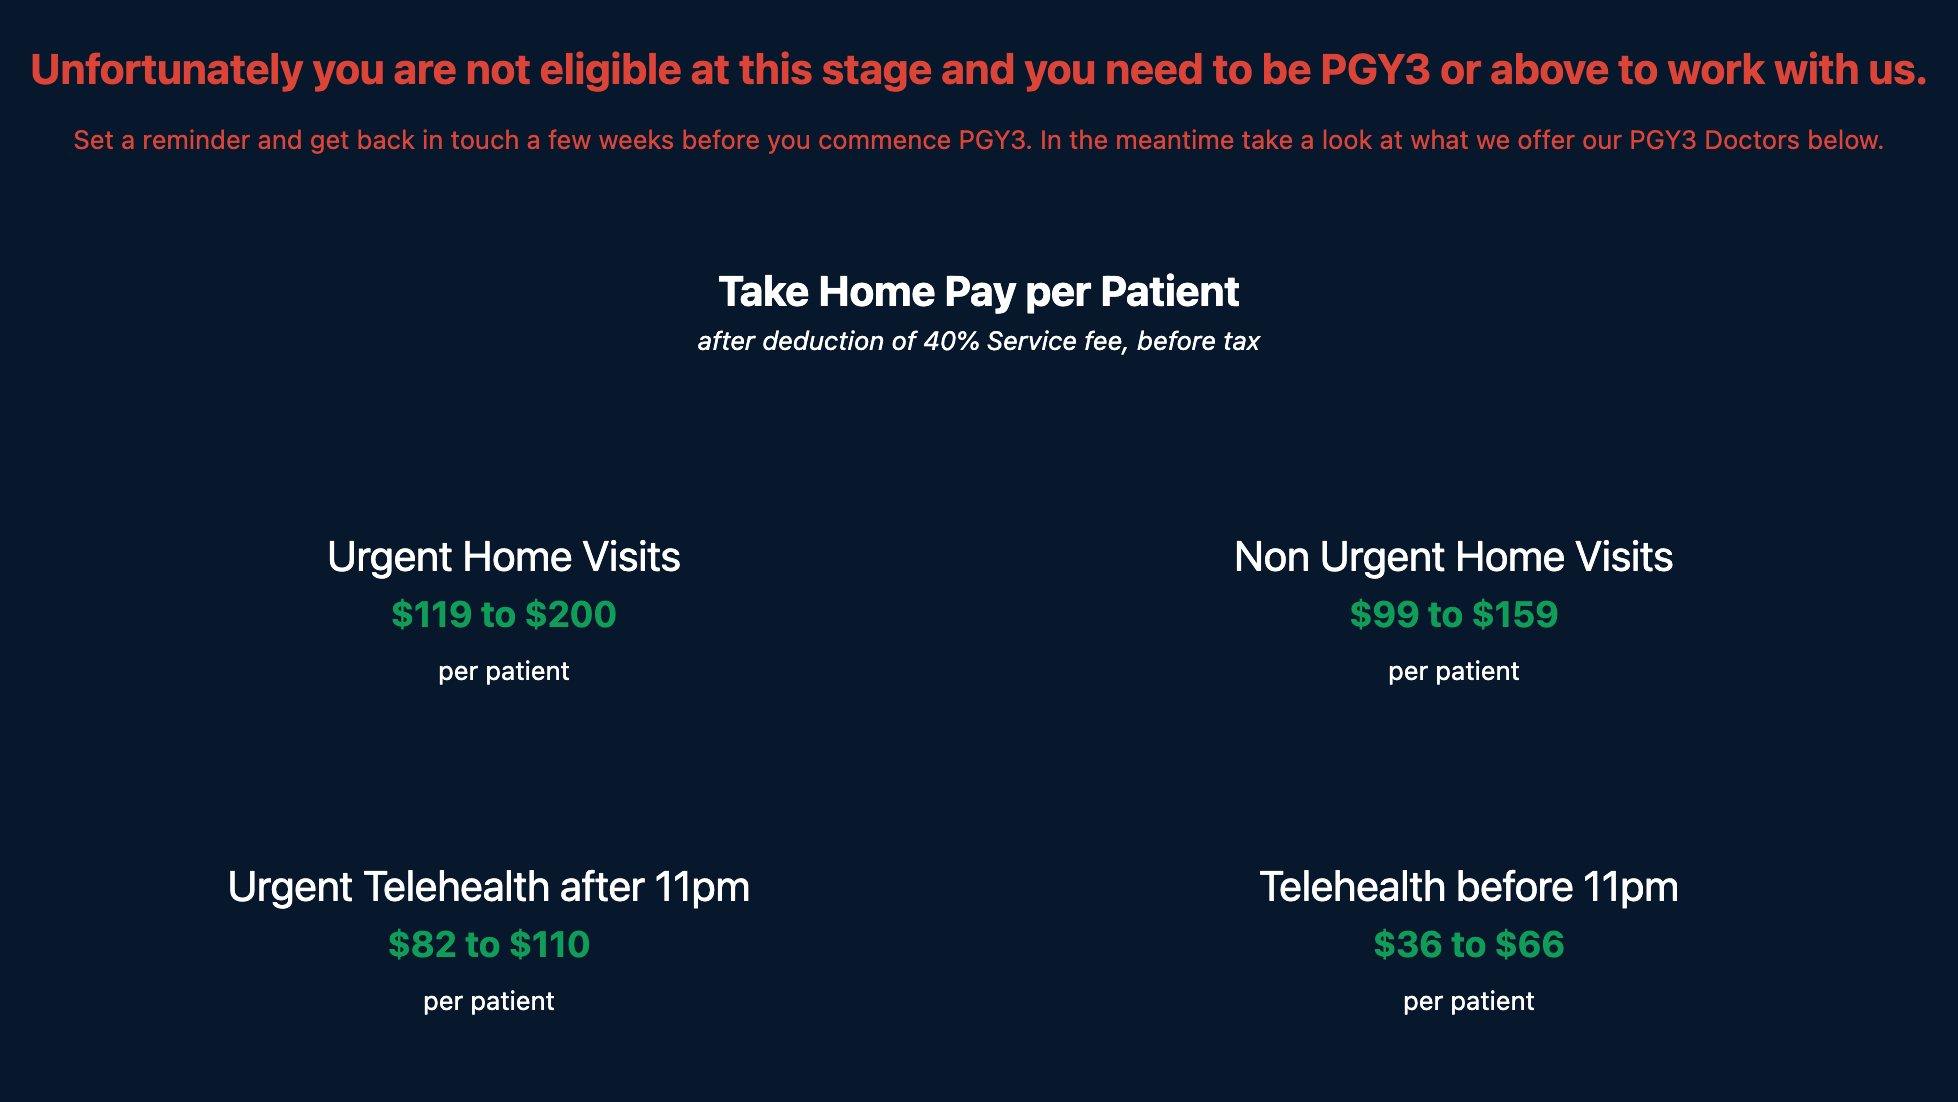 Unfortunately you are not eligible at this stage and you need to be PGY3 or above to work with us.
Set a reminder and get back in touch a few weeks before you commence PGY3. In the meantime take a look at what we offer our PGY3 Doctors below.
Take Home Pay per Patient
after deduction of 40% Service fee, before tax
Urgent Home Visits
$119 to $200
per patient
Non Urgent Home Visits
$99 to $159
per patient
Urgent Telehealth after 11pm
$82 to $110
per patient
Telehealth before 11pm
$36 to $66
per patient